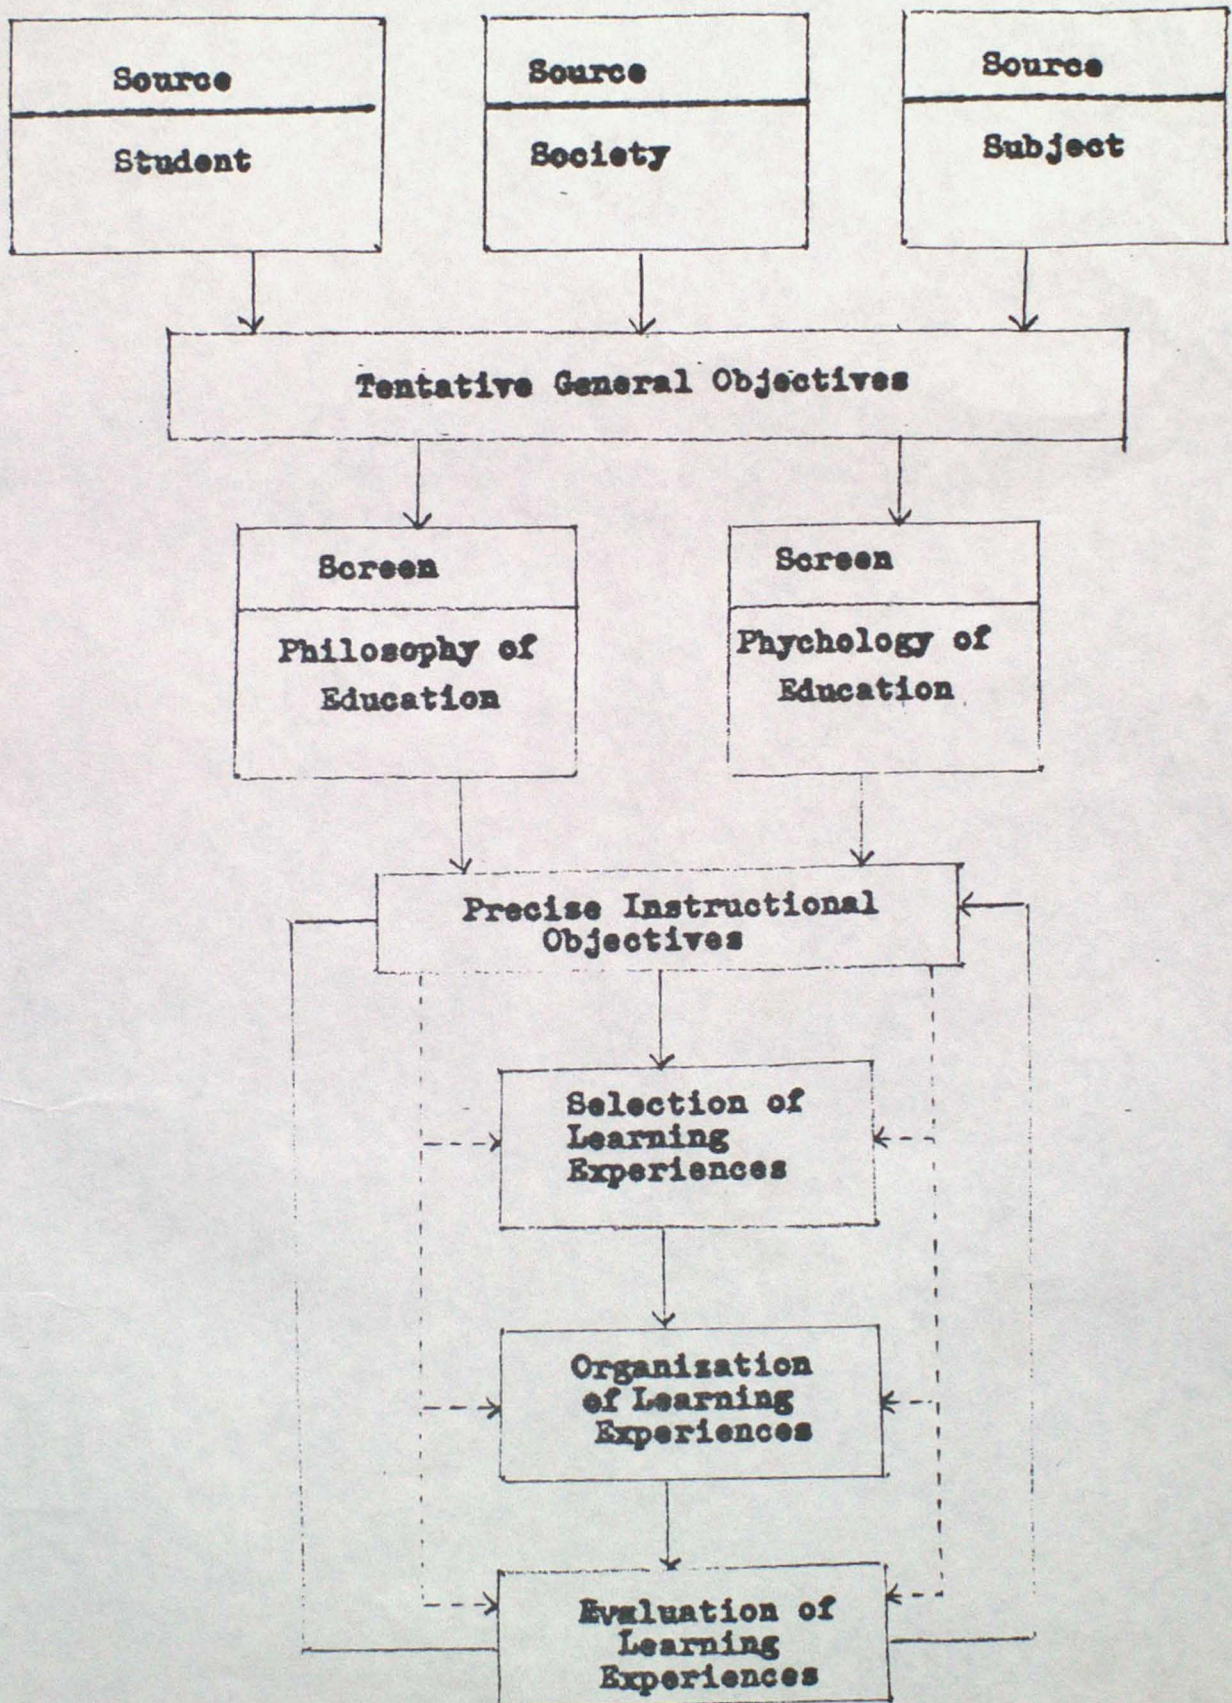 Source
Student
Source
Society
Source
Subject
Tentative General Objectives
Screen
Philosophy of
Education
Screen
Phychology of
Education
Precise Instructional
Objectives
Selection of
Learning
Experiences
Organization
of Learning
Experiences
Evaluation of
Learning
Experiences